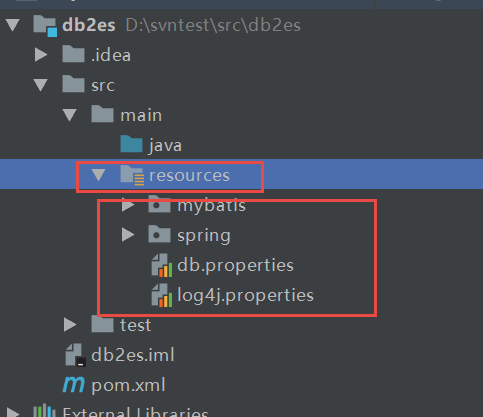 db2es D:\svntest\src\db2es
.idea
src
main
java
resources
mybatis
spring
db.properties
log4j.properties
test
db2es.iml
pom.xml
External Libraries